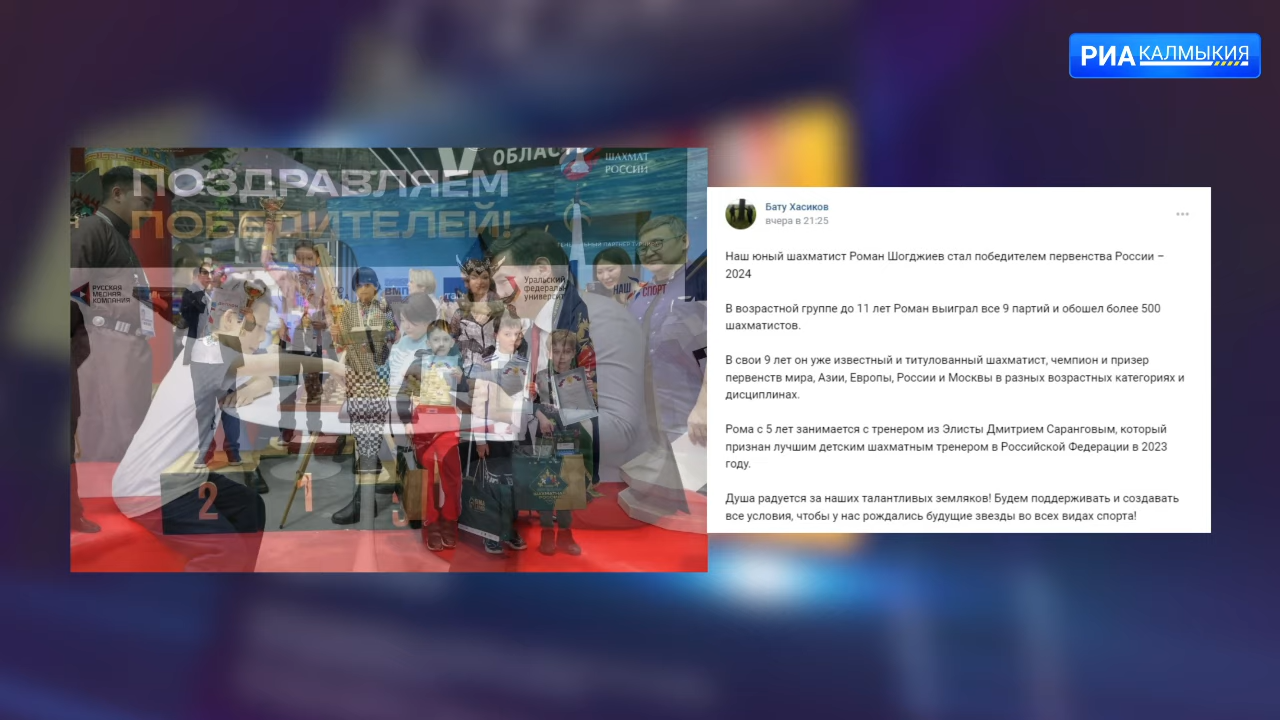 РИА КАЛМЫКИЯ
ОБЛАСТ
ШАХМАТ
РОССИИ
ПОЗДРАВЛЯЕМ
ПОБЕДИТЕЛЕЙ!
РУССКАЯ
МЕДНАЯ
КОМПАНИЯ
Уральский
федеральн
университ
НАШ СПОРТ
2
1
Бату Хасиков
вчера в 21:25
Наш юный шахматист Роман Шогджиев стал победителем первенства России –
2024
В возрастной группе до 11 лет Роман выиграл все 9 партий и обошел более 500
шахматистов.
В свои 9 лет он уже известный и титулованный шахматист, чемпион и призер
первенств мира, Азии, Европы, России и Москвы в разных возрастных категориях и
дисциплинах.
Рома с 5 лет занимается с тренером из Элисты Дмитрием Саранговым, который
признан лучшим детским шахматным тренером в Российской Федерации в 2023
году.
Душа радуется за наших талантливых земляков! Будем поддерживать и создавать
все условия, чтобы у нас рождались будущие звезды во всех видах спорта!